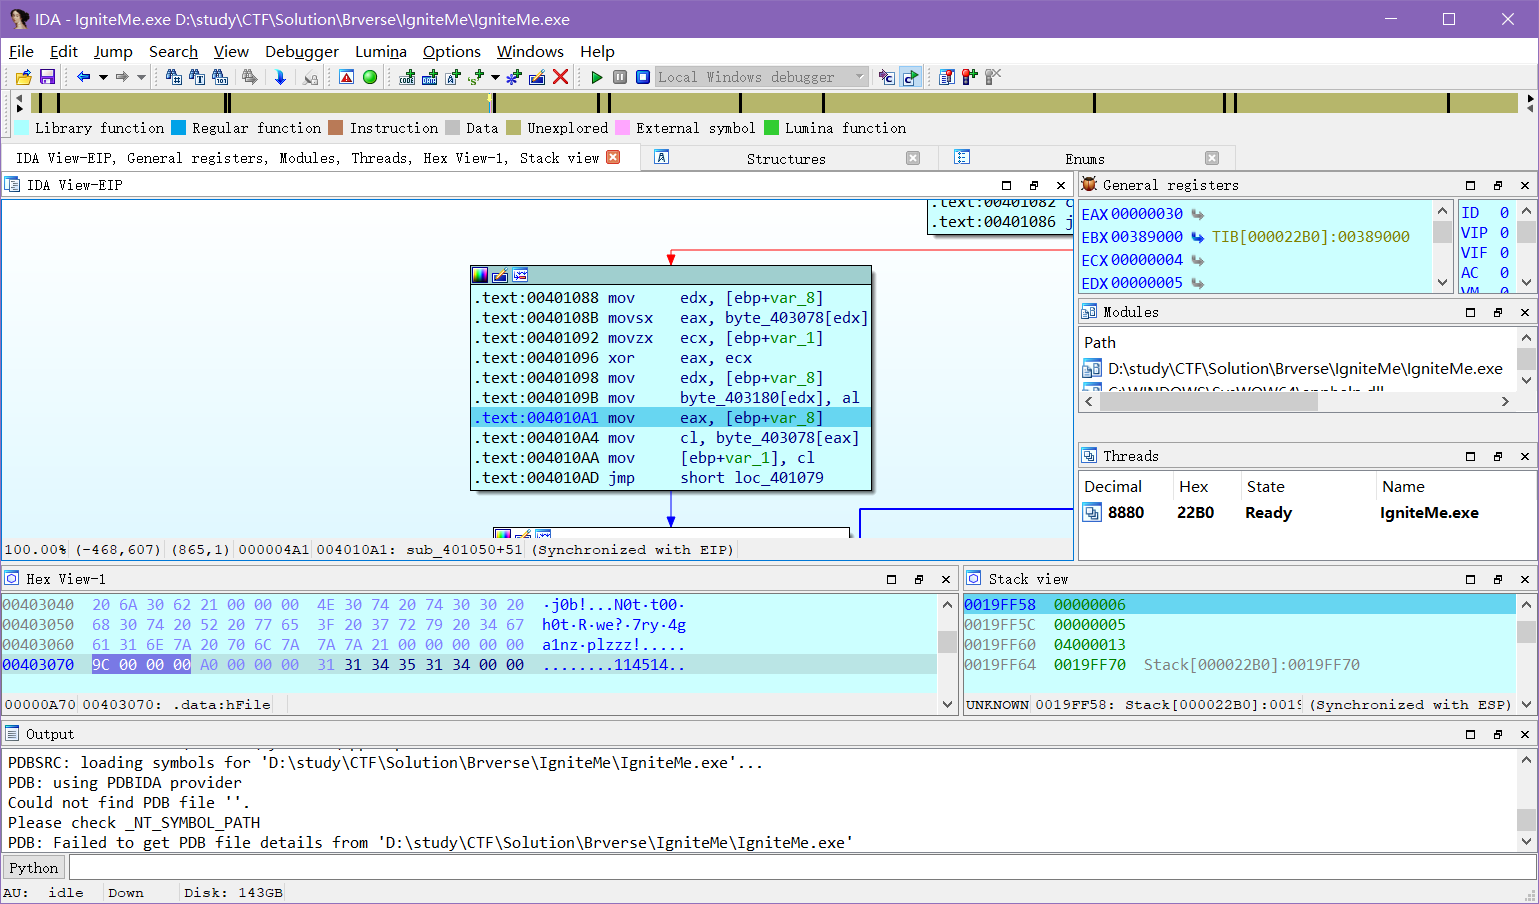 IDA - IgniteMe.exe D:\study\CTF\Solution\Brverse\IgniteMe\IgniteMe.exe
File Edit Jump Search View Debugger Lumina Options Windows Help
Local Windows debugger
Library function Regular function Instruction Data Unexplored External symbol Lumina function
IDA View-EIP, General registers, Modules, Threads, Hex View-1, Stack view Structures Enums
IDA View-EIP
.text:00401082 c
.text:00401086 j
.text:00401088 mov edx, [ebp+var_8]
.text:0040108B movsx eax, byte_403078[edx]
.text:00401092 movzx ecx, [ebp+var_1]
.text:00401096 xor eax, ecx
.text:00401098 mov edx, [ebp+var_8]
.text:0040109B mov byte_403180[edx], al
.text:004010A1 mov eax, [ebp+var_8]
.text:004010A4 mov cl, byte_403078[eax]
.text:004010AA mov [ebp+var_1], cl
.text:004010AD jmp short loc_401079
100.00% (-468,607) (865,1) 000004A1 004010A1: sub_401050+51 (Synchronized with EIP)
General registers
EAX 00000030
EBX 00389000 TIB[000022B0]:00389000
ECX 00000004
EDX 00000005
ID 0
VIP 0
VIF 0
AC 0
VM 0
Modules
Path
D:\study\CTF\Solution\Brverse\IgniteMe\IgniteMe.exe
C:\WINDOWS\SysWOW64\apphelp.dll
Threads
Decimal Hex State Name
8880 22B0 Ready IgniteMe.exe
Hex View-1
00403040 20 6A 30 62 21 00 00 00 4E 30 74 20 74 30 30 20 ·j0b!...N0t·t00·
00403050 68 30 74 20 52 20 77 65 3F 20 37 72 79 20 34 67 h0t·R·we?·7ry·4g
00403060 61 31 6E 7A 20 70 6C 7A 7A 7A 21 00 00 00 00 00 a1nz·plzzz!.....
00403070 9C 00 00 00 A0 00 00 00 31 31 34 35 31 34 00 00 ........114514..
00000A70 00403070: .data:hFile
Stack view
0019FF58 00000006
0019FF5C 00000005
0019FF60 04000013
0019FF64 0019FF70 Stack[000022B0]:0019FF70
UNKNOWN 0019FF58: Stack[000022B0]:0019 (Synchronized with ESP)
Output
PDBSRC: loading symbols for 'D:\study\CTF\Solution\Brverse\IgniteMe\IgniteMe.exe'...
PDB: using PDBIDA provider
Could not find PDB file ''.
Please check _NT_SYMBOL_PATH
PDB: Failed to get PDB file details from 'D:\study\CTF\Solution\Brverse\IgniteMe\IgniteMe.exe'
Python
AU: idle Down Disk: 143GB